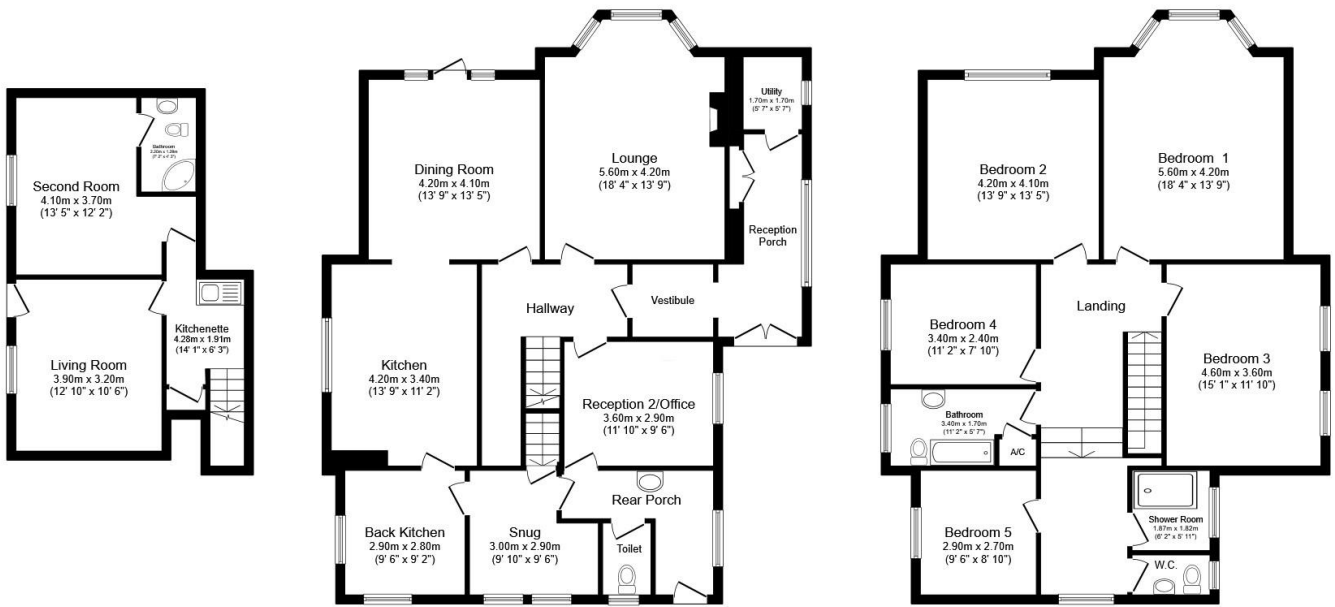 Second Room
4.10m x 3.70m
(13' 5" x 12' 2")
Bathroom
Kitchenette
4.28m x 1.91m
(14' 1" x 6' 3")
Living Room
3.90m x 3.20m
(12' 10" x 10' 6")
Dining Room
4.20m x 4.10m
(13' 9" x 13' 5")
Lounge
5.60m x 4.20m
(18' 4" x 13' 9")
Utility
1.70m x 1.70m
(5' 7" x 5' 7")
Reception
Porch
Hallway
Vestibule
Kitchen
4.20m x 3.40m
(13' 9" x 11' 2")
Reception 2/Office
3.60m x 2.90m
(11' 10" x 9' 6")
Back Kitchen
2.90m x 2.80m
(9' 6" x 9' 2")
Snug
3.00m x 2.90m
(9' 10" x 9' 6")
Rear Porch
Toilet
Bedroom 2
4.20m x 4.10m
(13' 9" x 13' 5")
Bedroom 1
5.60m x 4.20m
(18' 4" x 13' 9")
Landing
Bedroom 4
3.40m x 2.40m
(11' 2" x 7' 10")
Bedroom 3
4.60m x 3.60m
(15' 1" x 11' 10")
Bathroom
3.40m x 1.70m
(11' 2" x 5' 7")
A/C
Bedroom 5
2.90m x 2.70m
(9' 6" x 8' 10")
Shower Room
1.87m x 1.82m
(6' 2" x 5' 11")
W.C.